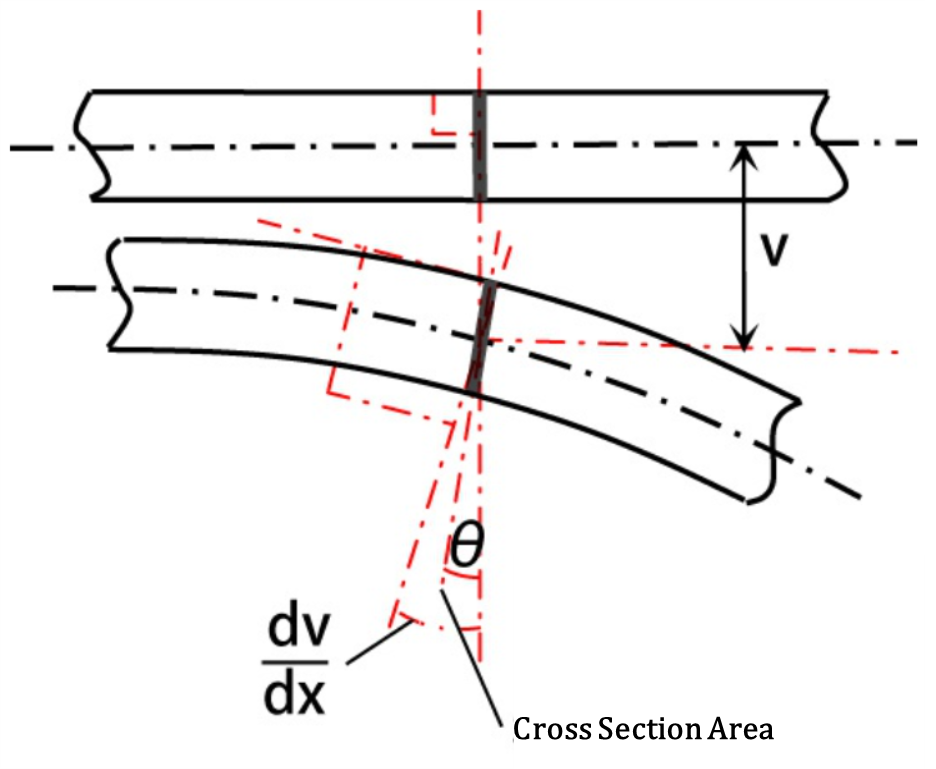 v
θ
dv
dx
Cross Section Area